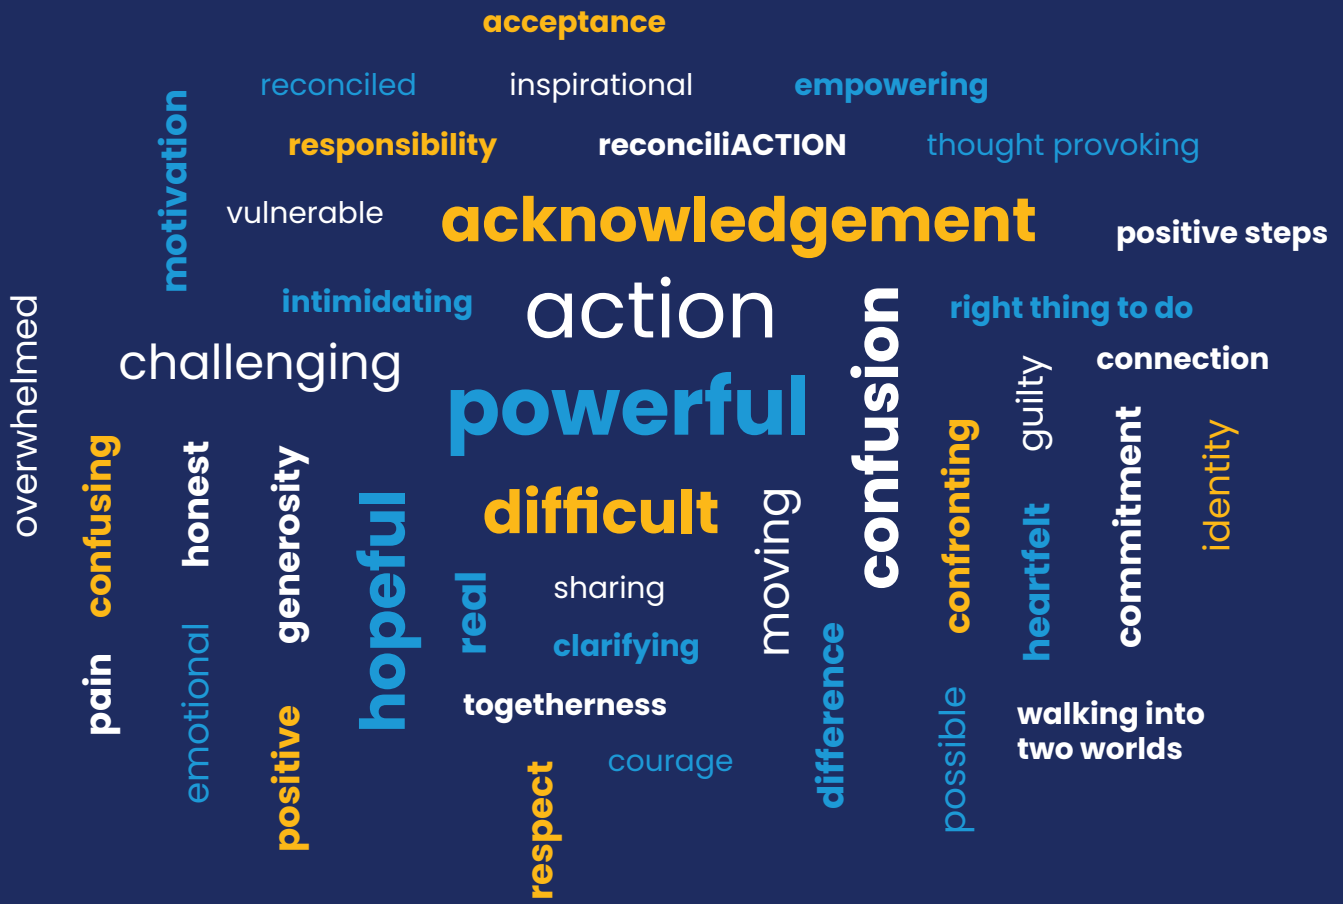 acceptance
reconciled
inspirational
empowering
motivation
responsibility
reconciliACTION
thought provoking
vulnerable
acknowledgement
positive steps
intimidating
action
right thing to do
overwhelmed
challenging
powerful
confusion
guilty
connection
confusing
honest
generosity
hopeful
difficult
moving
confronting
heartfelt
commitment
identity
real
sharing
clarifying
pain
emotional
positive
togetherness
courage
respect
difference
possible
walking into
two worlds